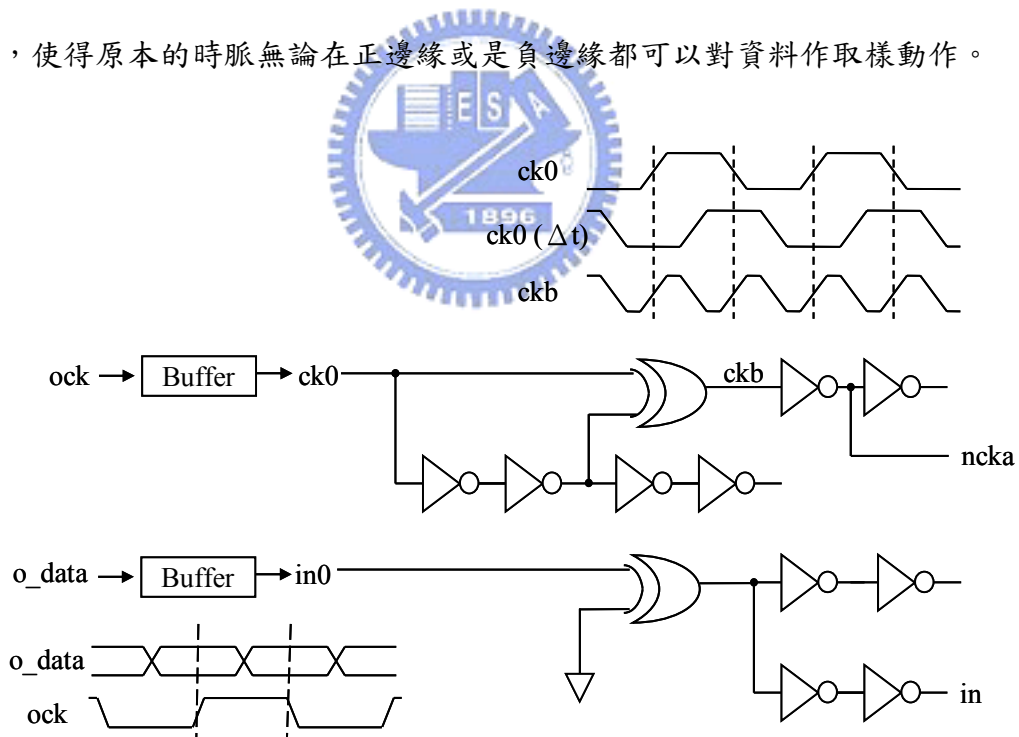 ，使得原本的時脈無論在正邊緣或是負邊緣都可以對資料作取樣動作。
E S A
1896
ck0
ck0 (Δt)
ckb
ock Buffer ck0 ckb
ncka
o_data Buffer in0
o_data
ock
in